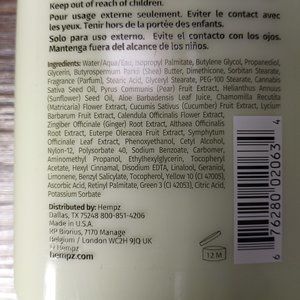 Keep out of reach of children.
Pour usage externe seulement. Eviter le contact avec
les yeux. Tenir hors de la portée des enfants.
Solo para uso externo. Evite el contacto con los ojos.
Mantenga fuera del alcance de los niños.
Ingredients: Water/Aqua/Eau, Isopropyl Palmitate, Butylene Glycol, Propanediol,
Glycerin, Butyrospermum Parkii (Shea) Butter, Dimethicone, Sorbitan Stearate,
Fragrance (Parfum), Stearic Acid, Glyceryl Stearate, PEG-100 Stearate, Cannabis
Sativa Seed Oil, Pyrus Communis (Pear) Fruit Extract, Helianthus Annuus
(Sunflower) Seed Oil, Aloe Barbadensis Leaf Juice, Chamomilla Recutita
(Matricaria) Flower Extract, Cucumis Sativus (Cucumber) Fruit Extract, Lycium
Barbarum Fruit Extract, Calendula Officinalis Flower Extract,
Zingiber Officinale (Ginger) Root Extract, Althaea Officinalis
Root Extract, Euterpe Oleracea Fruit Extract, Symphytum
Officinale Leaf Extract, Phenoxyethanol, Cetyl Alcohol,
Nylon-12, Polysorbate 40, Sodium Benzoate, Carbomer,
Aminomethyl Propanol, Ethylhexylglycerin, Tocopheryl
Acetate, Hexyl Cinnamal, Disodium EDTA, Linalool, Geraniol,
Limonene, Benzyl Salicylate, Tocopherol, Yellow 10 (CI 47005),
Ascorbic Acid, Retinyl Palmitate, Green 3 (CI 42053), Citric Acid,
Potassium Sorbate
Distributed by: Hempz
Dallas, TX 75248 800-851-4206
Made in U.S.A.
RP Biorius, 7170 Manage
Belgium / London WC2H 9JQ UK
Hempz
hempz.com
12 M
6 76280 02063 4